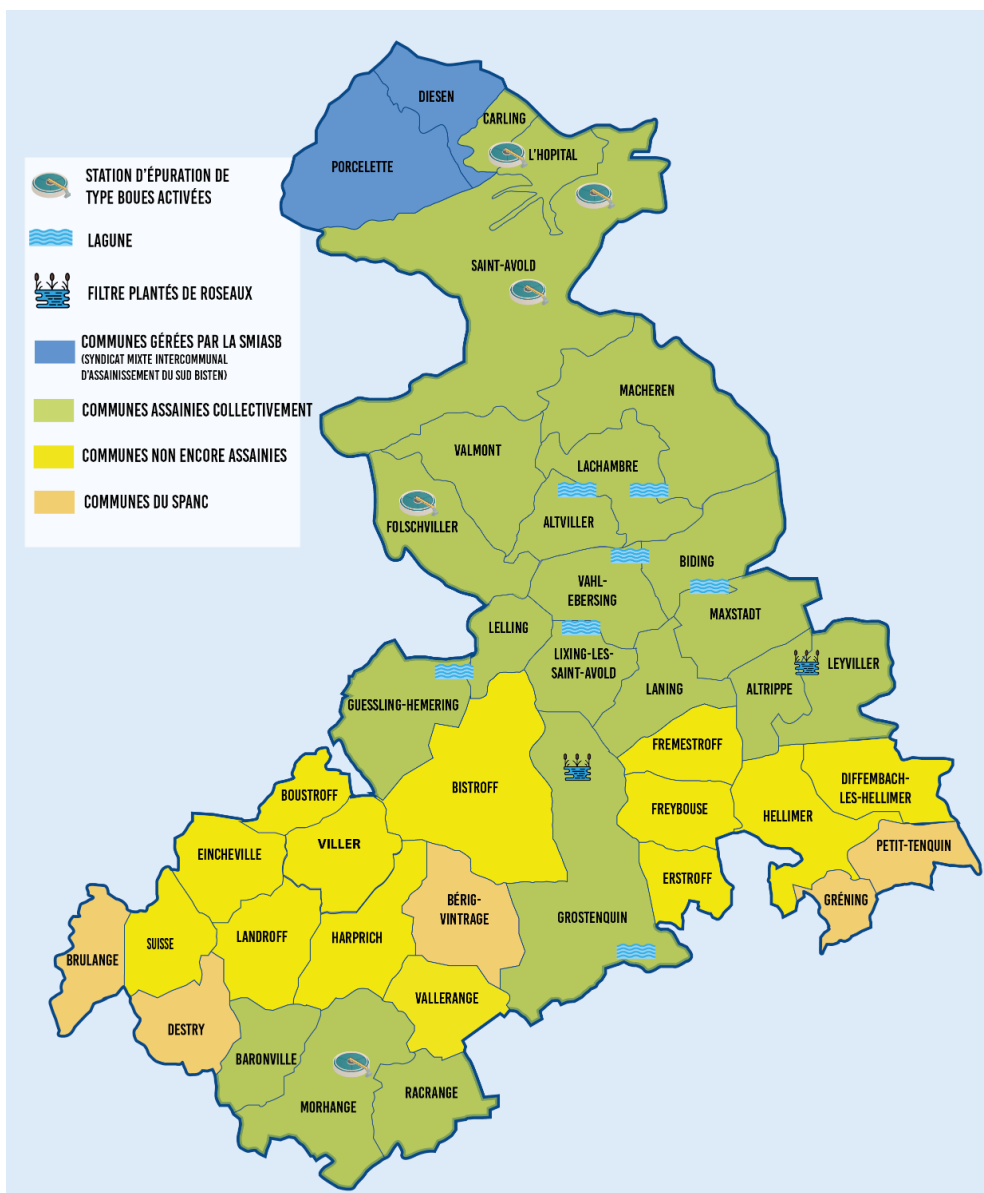 STATION D'ÉPURATION DE
TYPE BOUES ACTIVÉES
LAGUNE
FILTRE PLANTÉS DE ROSEAUX
COMMUNES GÉRÉES PAR LA SMIASB
(SYNDICAT MIXTE INTERCOMMUNAL
D'ASSAINISSEMENT DU SUD BISTEN)
COMMUNES ASSAINIES COLLECTIVEMENT
COMMUNES NON ENCORE ASSAINIES
COMMUNES DU SPANC
DIESEN
CARLING
L'HOPITAL
PORCELETTE
SAINT-AVOLD
MACHEREN
VALMONT
LACHAMBRE
FOLSCHVILLER
ALTVILLER
BIDING
VAHL-
EBERSING
MAXSTADT
LELLING
LIXING-LES-
SAINT-AVOLD
LEYVILLER
LANING
ALTRIPPE
GUESSLING-HEMERING
FREMESTROFF
BISTROFF
DIFFEMBACH-
LES-HELLIMER
BOUSTROFF
FREYBOUSE
HELLIMER
VILLER
EINCHEVILLE
PETIT-TENQUIN
ERSTROFF
BÉRIG-
VINTRAGE
GRÉNING
GROSTENQUIN
SUISSE
LANDROFF
HARPRICH
BRULANGE
VALLERANGE
DESTRY
BARONVILLE
RACRANGE
MORHANGE